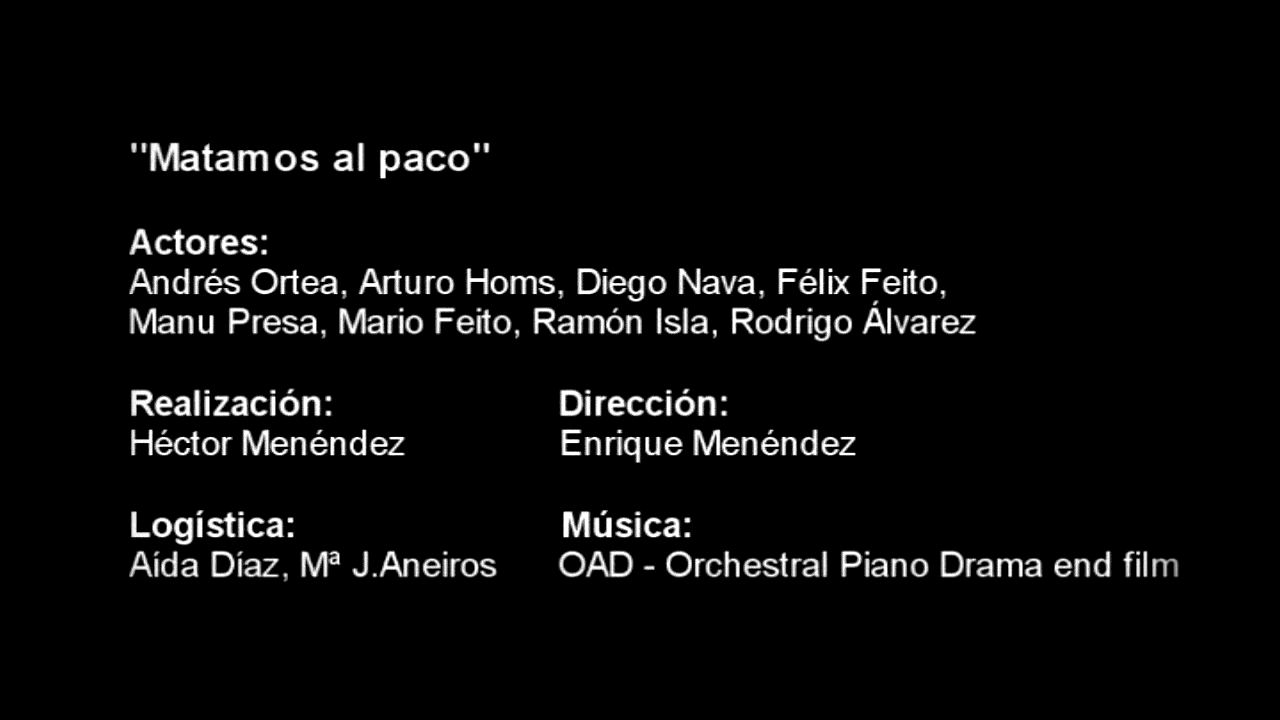 "Matamos al paco"
Actores:
Andrés Ortea, Arturo Homs, Diego Nava, Félix Feito,
Manu Presa, Mario Feito, Ramón Isla, Rodrigo Álvarez
Realización:
Héctor Menéndez
Dirección:
Enrique Menéndez
Logística:
Aída Díaz, Mª J.Aneiros
Música:
OAD - Orchestral Piano Drama end film